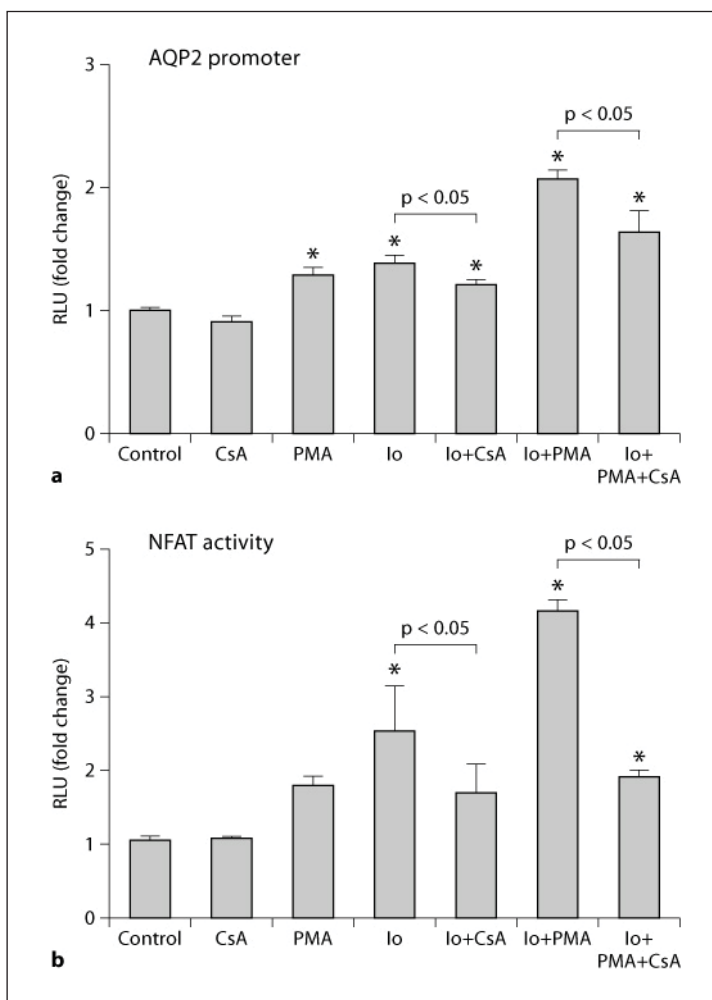 AQP2 promoter
RLU (fold change)
3
2
1
0
*
*
p < 0.05
*
*
p < 0.05
*
Control CsA PMA Io Io+CsA Io+PMA Io+
PMA+CsA
a
NFAT activity
RLU (fold change)
5
4
3
2
1
0
*
p < 0.05
*
p < 0.05
*
Control CsA PMA Io Io+CsA Io+PMA Io+
PMA+CsA
b